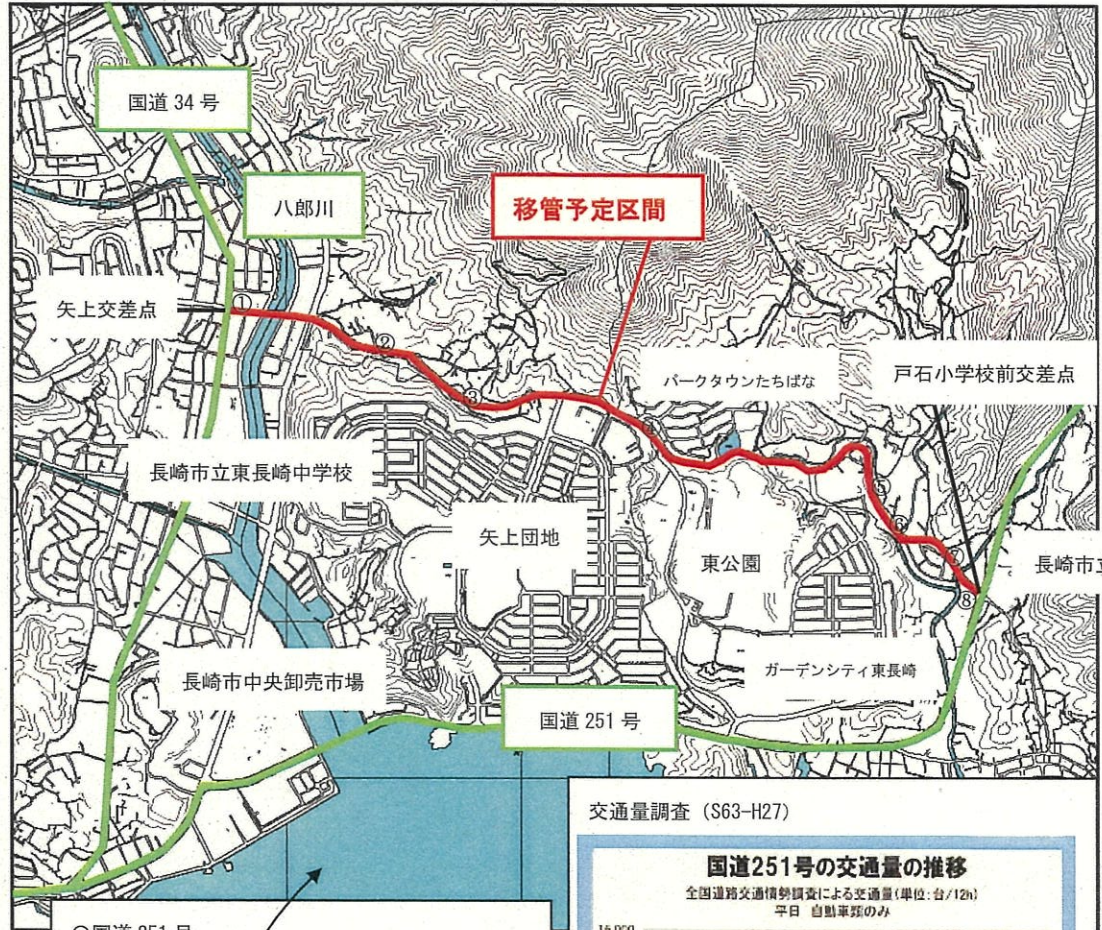 国道 34 号
八郎川
移管予定区間
矢上交差点
①
②
③
パークタウンたちばな
戸石小学校前交差点
長崎市立東長崎中学校
矢上団地
東公園
⑤
⑥
⑦
⑧
長崎市立
長崎市中央卸売市場
ガーデンシティ東長崎
国道 251 号
交通量調査（S63-H27）
国道251号の交通量の推移
全国道路交通情勢調査による交通量(単位:台/12h)
平日 自動車類のみ